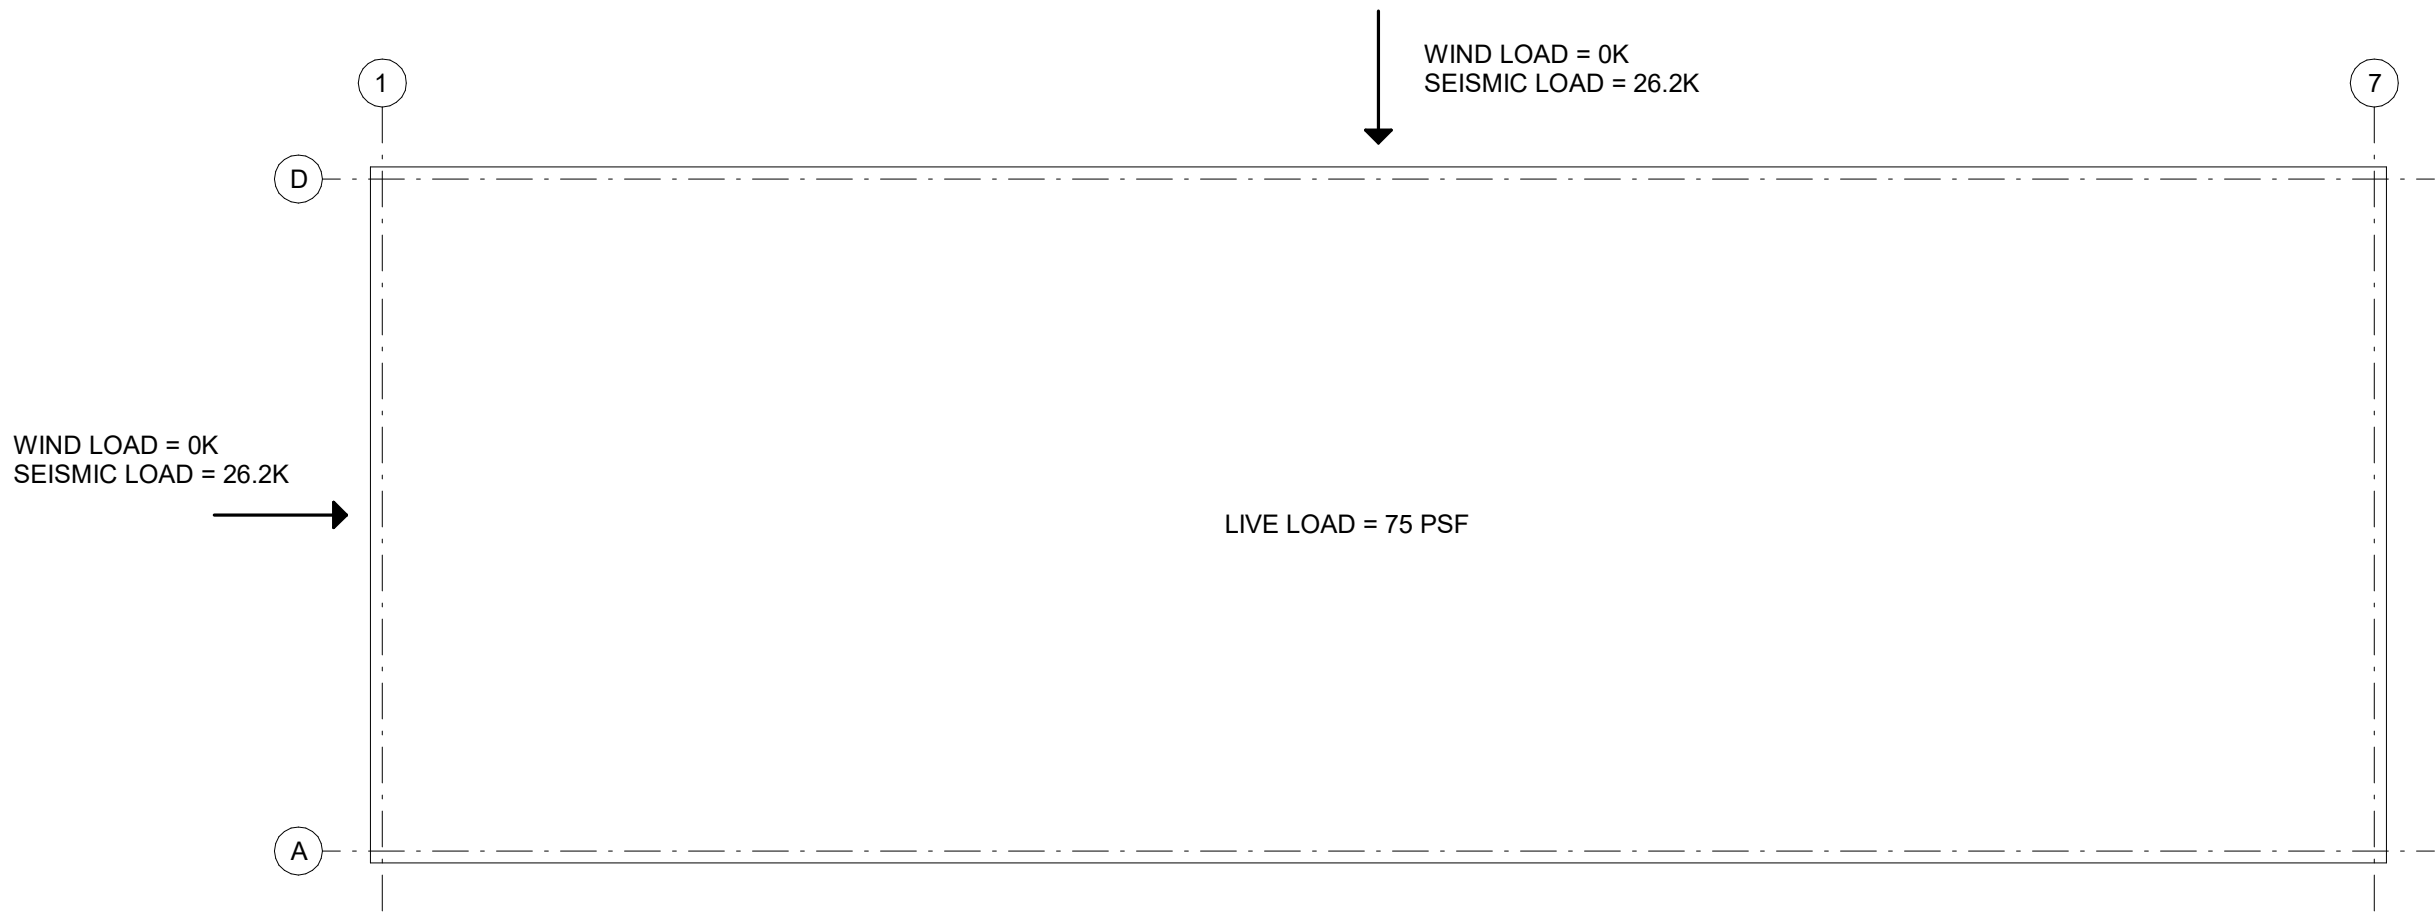 WIND LOAD = 0K
SEISMIC LOAD = 26.2K
1
7
D
WIND LOAD = 0K
SEISMIC LOAD = 26.2K
LIVE LOAD = 75 PSF
A